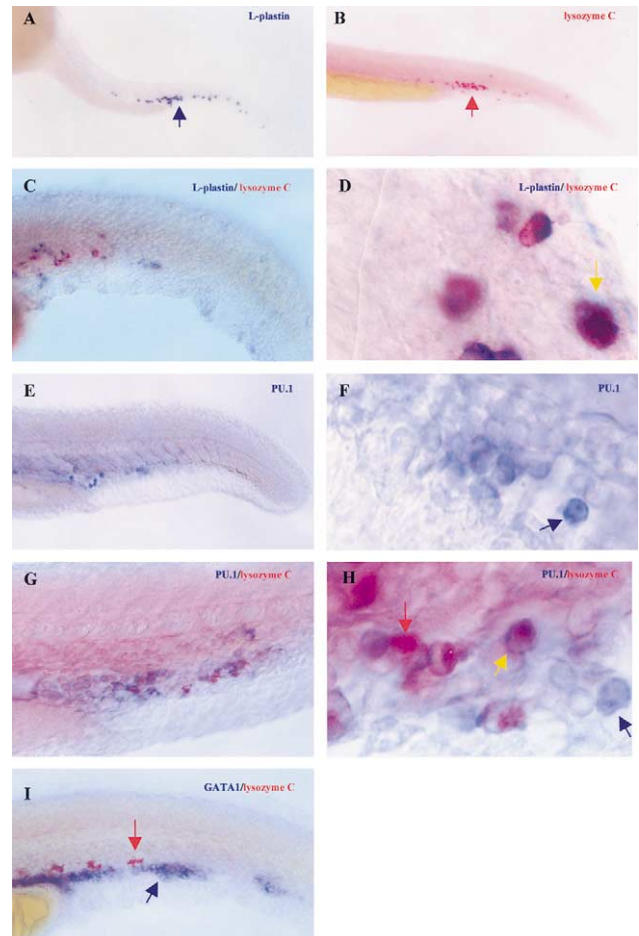 A L-plastin
B lysozyme C
C L-plastin/ lysozyme C
D L-plastin/ lysozyme C
E PU.1
F PU.1
G PU.1/lysozyme C
H PU.1/lysozyme C
I GATA1/lysozyme C